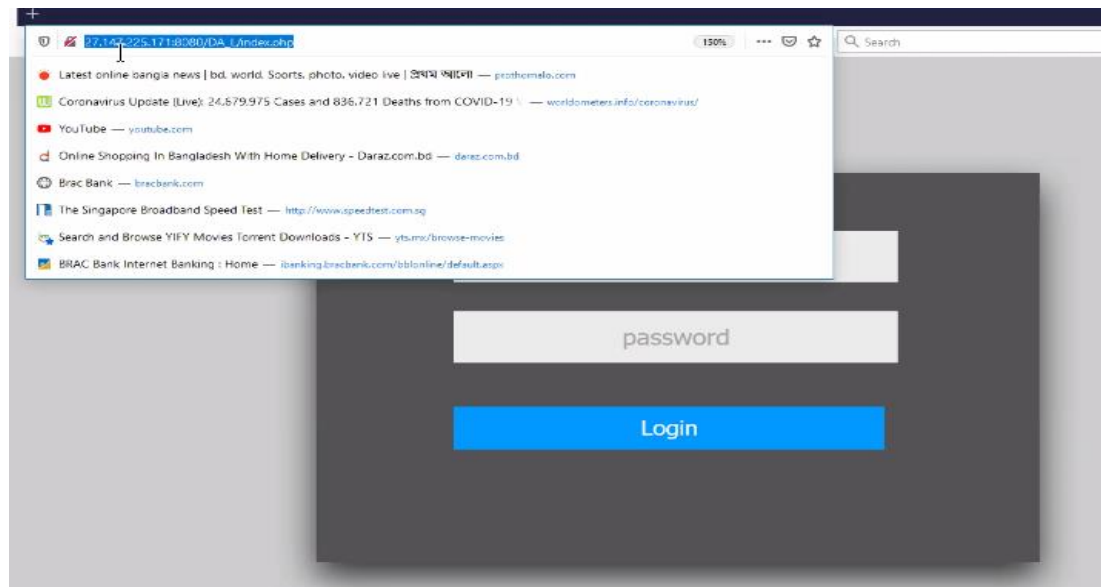 +
27.147.225.171:8080/DA_L/index.php 150% ... Search
Latest online bangla news | bd, world, Sports, photo, video live | প্রথম আলো — prothomalo.com
Coronavirus Update (Live): 24,679,975 Cases and 836,721 Deaths from COVID-19 \ — worldometers.info/coronavirus/
YouTube — youtube.com
Online Shopping in Bangladesh With Home Delivery - Daraz.com.bd — daraz.com.bd
Brac Bank — bracbank.com
The Singapore Broadband Speed Test — http://www.speedtest.com.sg
Search and Browse YIFY Movies Torrent Downloads - YTS — yts.mx/browse-movies
BRAC Bank Internet Banking : Home — ibanking.bracbank.com/bblonline/default.aspx
password
Login